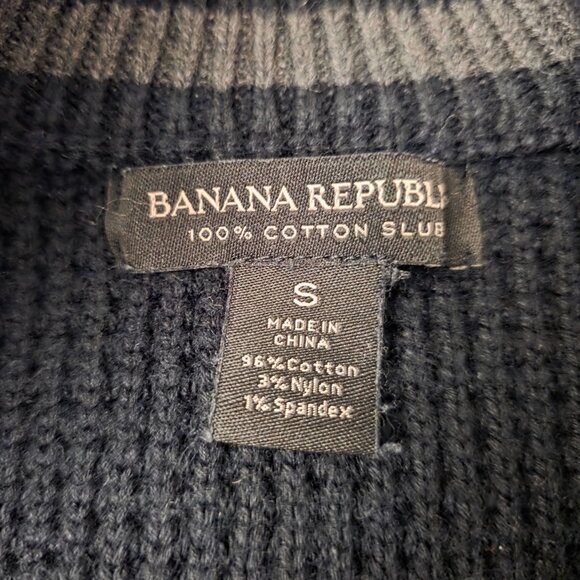 BANANA REPUBLI
100% COTTON SLUB
S
MADE IN
CHINA
96% Cotton
3% Nylon
1% Spandex